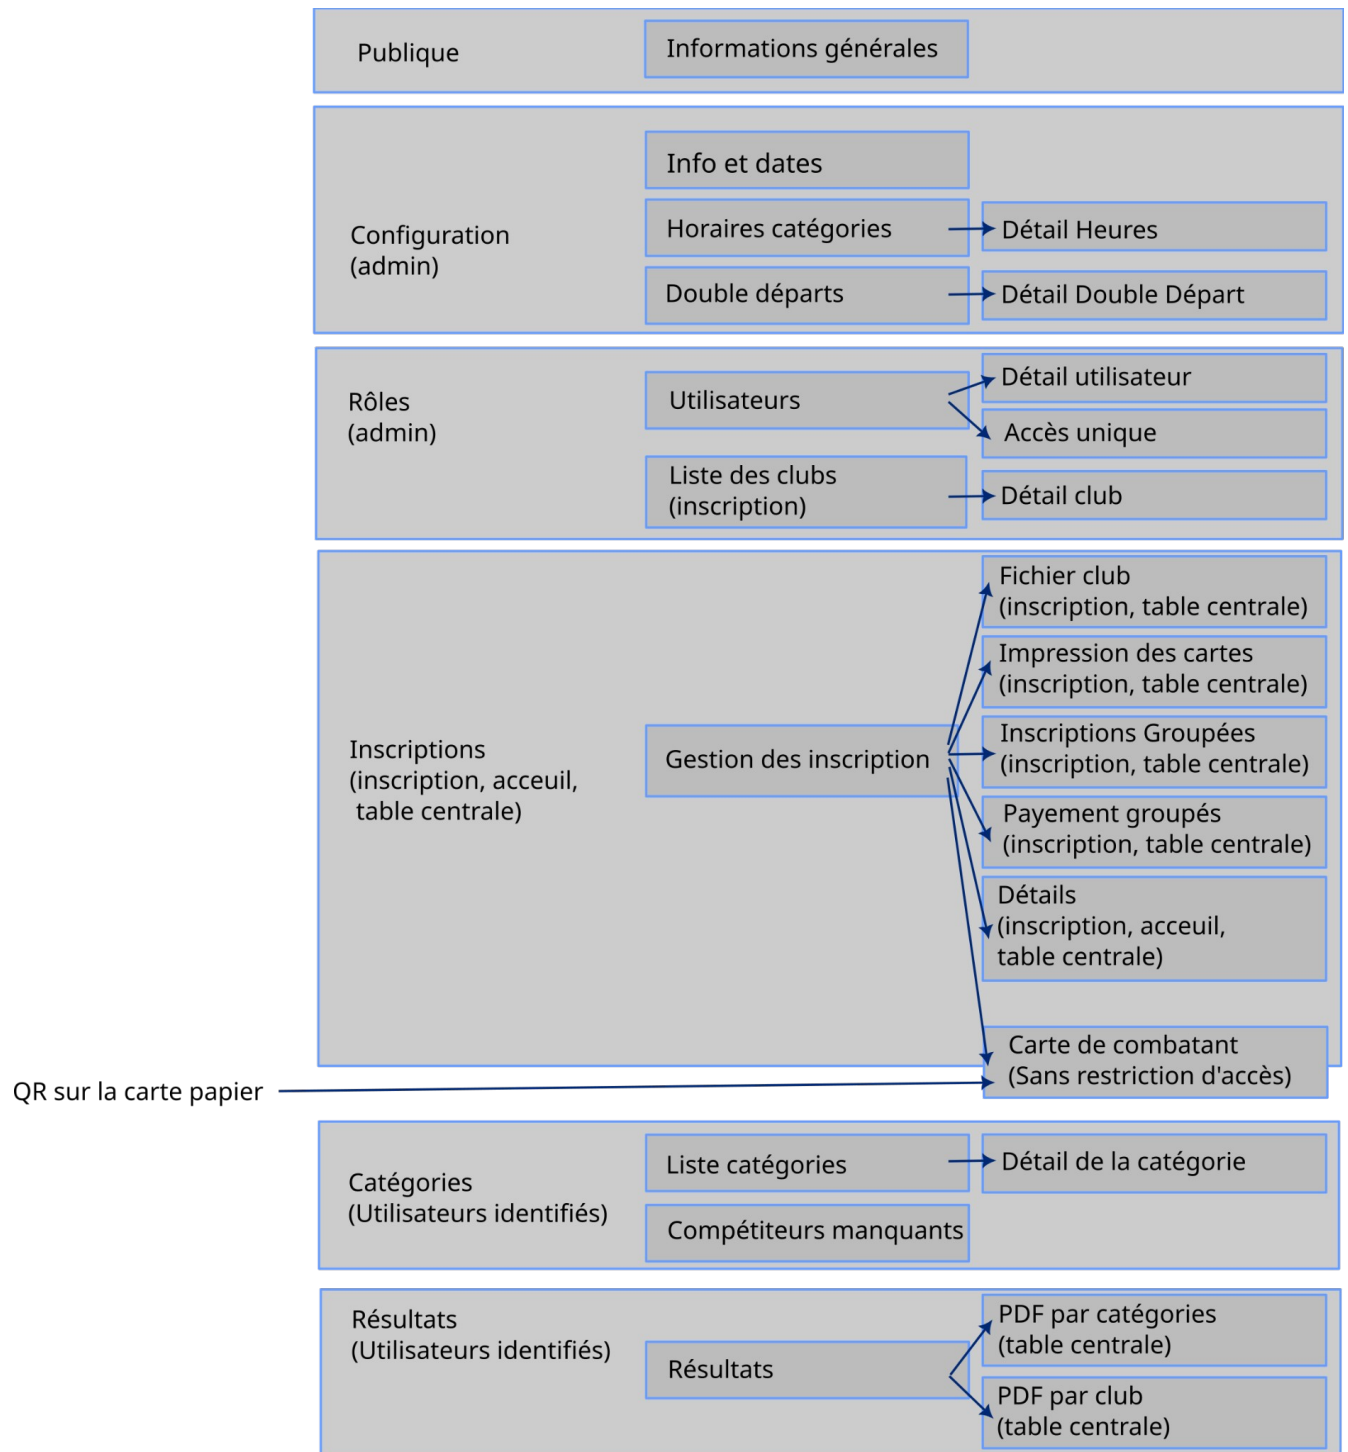 Publique
Informations générales
Configuration
(admin)
Info et dates
Horaires catégories
Détail Heures
Double départs
Détail Double Départ
Rôles
(admin)
Utilisateurs
Détail utilisateur
Accès unique
Liste des clubs
(inscription)
Détail club
Inscriptions
(inscription, acceuil,
table centrale)
Gestion des inscription
Fichier club
(inscription, table centrale)
Impression des cartes
(inscription, table centrale)
Inscriptions Groupées
(inscription, table centrale)
Payement groupés
(inscription, table centrale)
Détails
(inscription, acceuil,
table centrale)
Carte de combatant
(Sans restriction d'accès)
QR sur la carte papier
Catégories
(Utilisateurs identifiés)
Liste catégories
Détail de la catégorie
Compétiteurs manquants
Résultats
(Utilisateurs identifiés)
Résultats
PDF par catégories
(table centrale)
PDF par club
(table centrale)